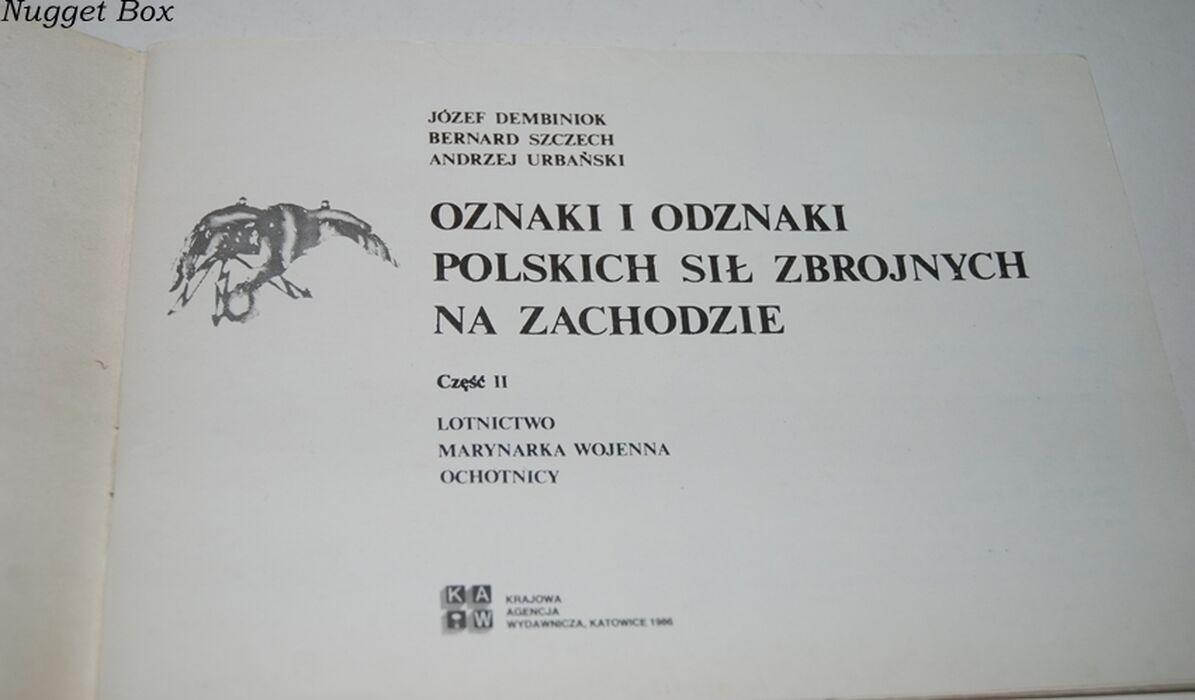 Nugget Box
JÓZEF DEMBINIOK
BERNARD SZCZECH
ANDRZEJ URBAŃSKI
OZNAKI I ODZNAKI
POLSKICH SIŁ ZBROJNYCH
NA ZACHODZIE
Część II
LOTNICTWO
MARYNARKA WOJENNA
OCHOTNICY
K A
W
KRAJOWA
AGENCJA
WYDAWNICZA, KATOWICE 1986